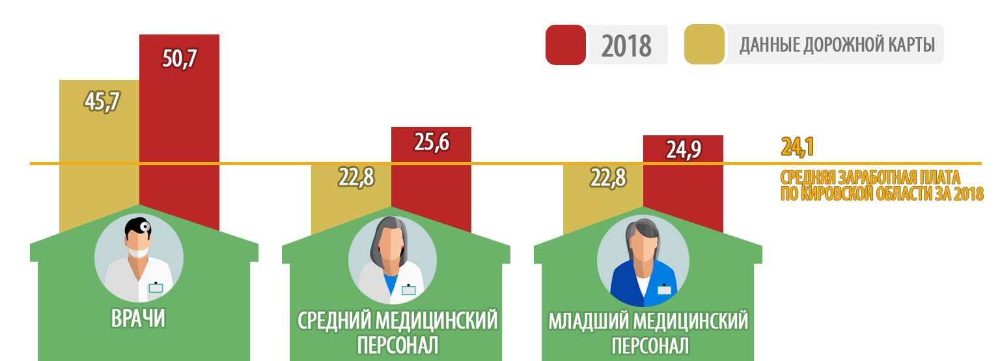 2018
ДАННЫЕ ДОРОЖНОЙ КАРТЫ
50,7
45,7
25,6
22,8
24,9
22,8
24,1
СРЕДНЯЯ ЗАРАБОТНАЯ ПЛАТА
ПО КИРОВСКОЙ ОБЛАСТИ ЗА 2018
ВРАЧИ
СРЕДНИЙ МЕДИЦИНСКИЙ
ПЕРСОНАЛ
МЛАДШИЙ МЕДИЦИНСКИЙ
ПЕРСОНАЛ